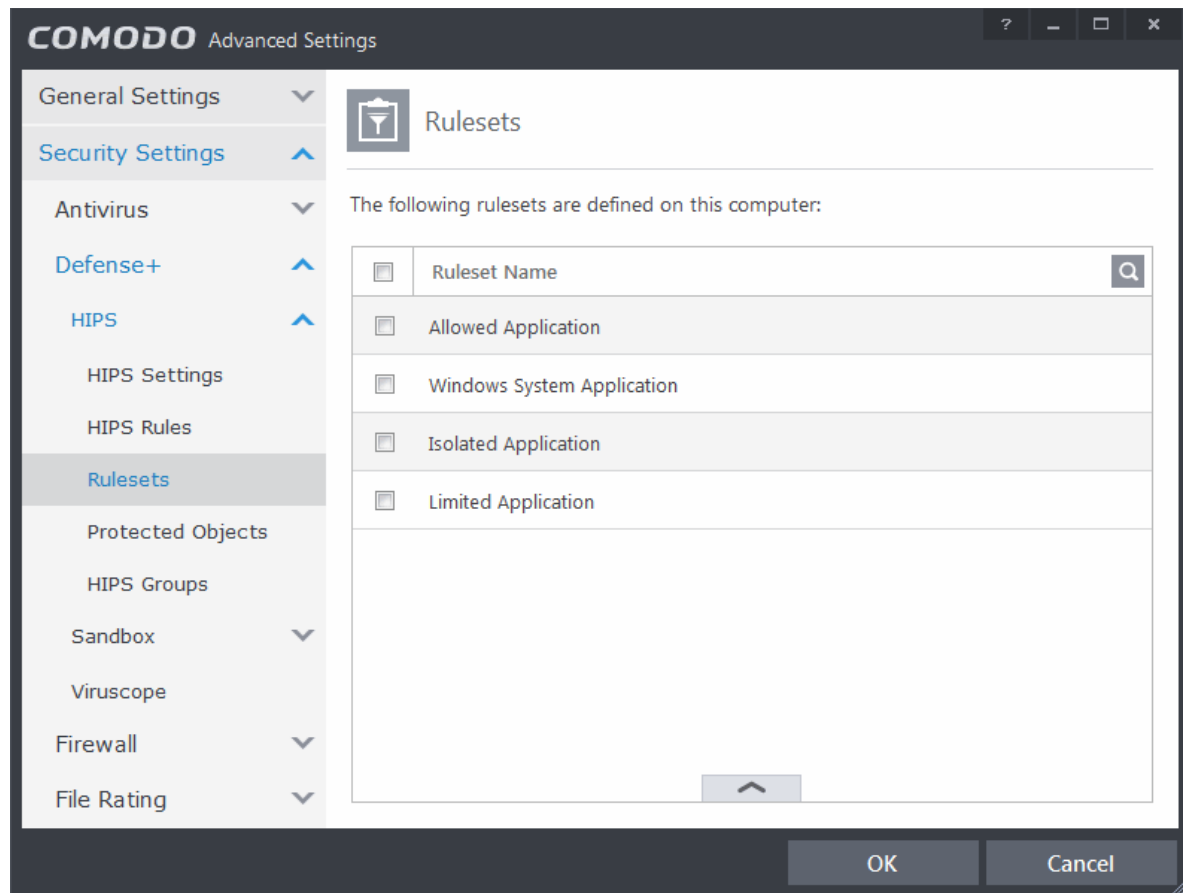 COMODO Advanced Settings
?
General Settings
Security Settings
Antivirus
Defense+
HIPS
HIPS Settings
HIPS Rules
Rulesets
Protected Objects
HIPS Groups
Sandbox
Viruscope
Firewall
File Rating
Rulesets
The following rulesets are defined on this computer:
Ruleset Name
Allowed Application
Windows System Application
Isolated Application
Limited Application
OK
Cancel